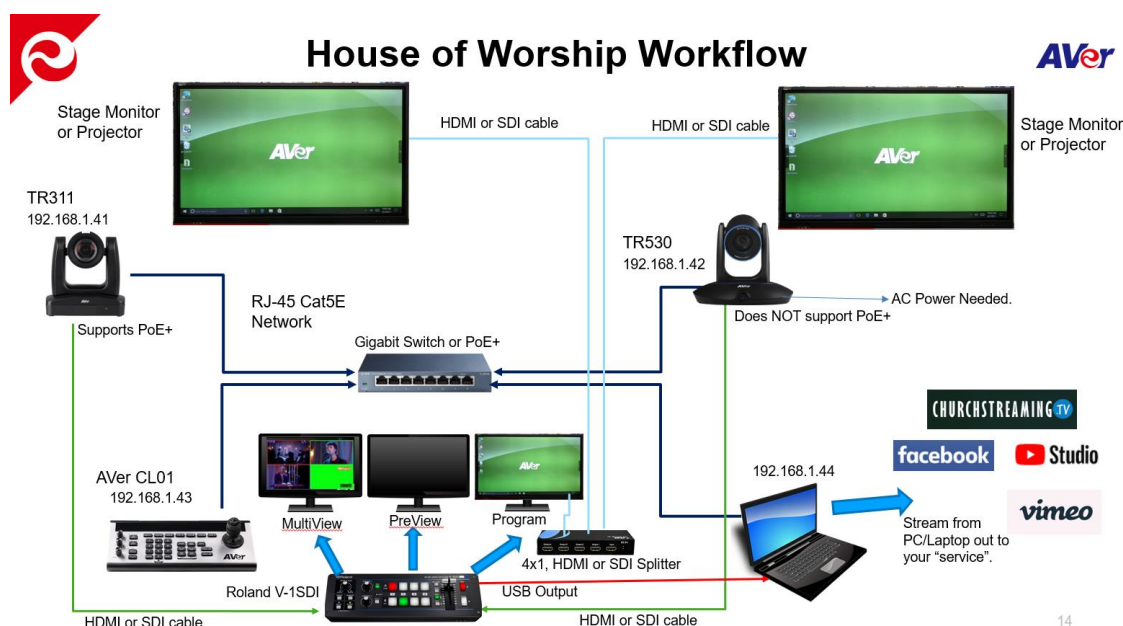 House of Worship Workflow
AVer
Stage Monitor
or Projector
HDMI or SDI cable
HDMI or SDI cable
Stage Monitor
or Projector
AVer
AVer
TR311
192.168.1.41
TR530
192.168.1.42
Supports PoE+
RJ-45 Cat5E
Network
AC Power Needed.
Does NOT support PoE+
Gigabit Switch or PoE+
CHURCHSTREAMING TV
facebook
Studio
vimeo
AVer CL01
192.168.1.43
192.168.1.44
AVer
MultiView
PreView
Program
AVer
4x1, HDMI or SDI Splitter
Stream from
PC/Laptop out to
your “service”.
Roland V-1SDI
USB Output
HDMI or SDI cable
HDMI or SDI cable
14